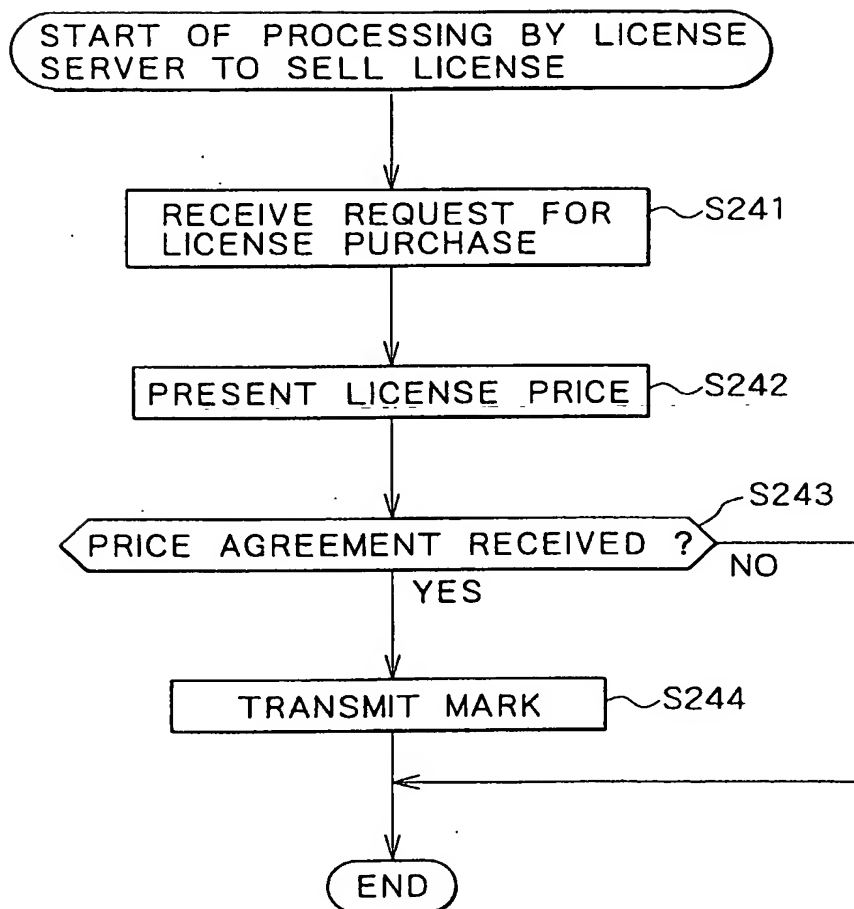 START OF PROCESSING BY LICENSE
SERVER TO SELL LICENSE
RECEIVE REQUEST FOR
LICENSE PURCHASE
S241
PRESENT LICENSE PRICE
S242
S243
PRICE AGREEMENT RECEIVED ?
NO
YES
TRANSMIT MARK
S244
END